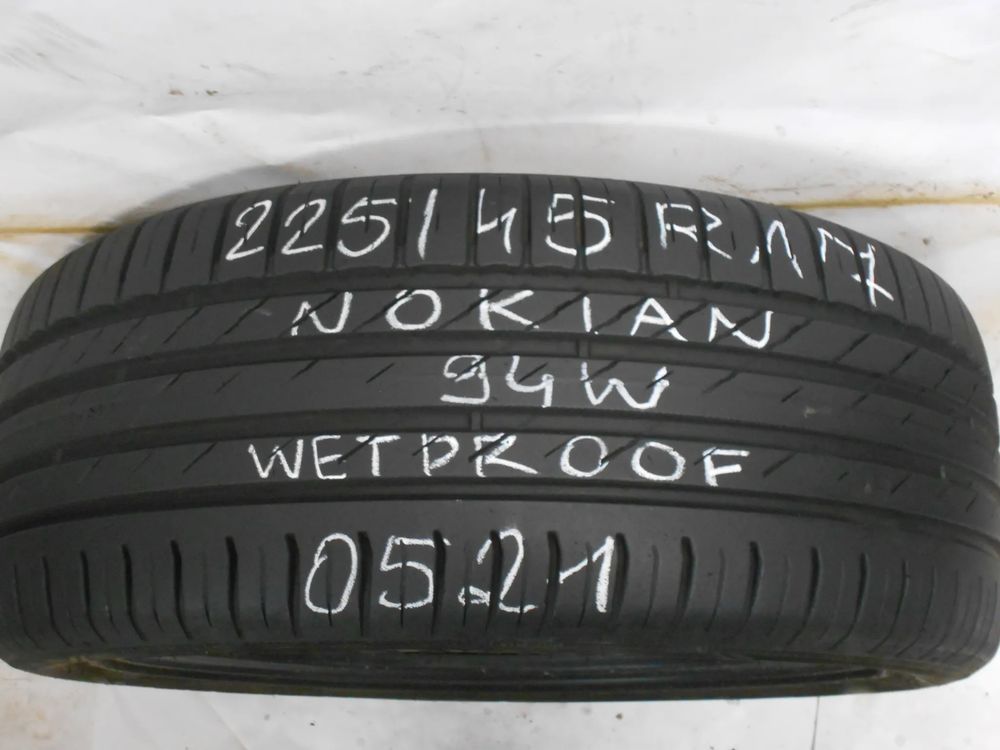 225/45 R17
NOKIAN
94W
WETPROOF
0521